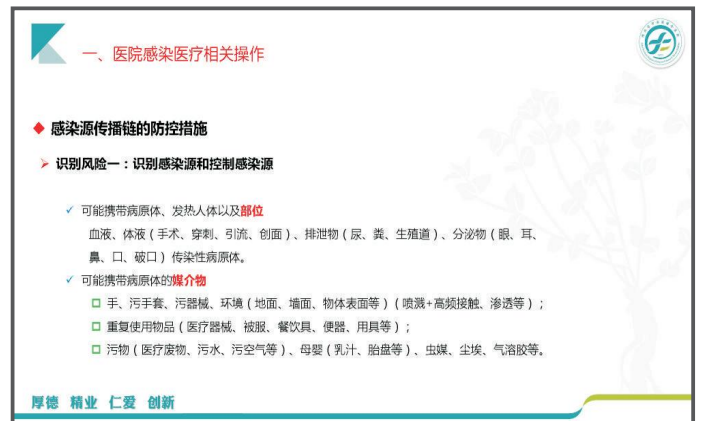 一、医院感染医疗相关操作
◆ 感染源传播链的防控措施
➢ 识别风险一：识别感染源和控制感染源
✓ 可能携带病原体、发热人体以及部位
血液、体液（手术、穿刺、引流、创面）、排泄物（尿、粪、生殖道）、分泌物（眼、耳、
鼻、口、破口）传染性病原体。
✓ 可能携带病原体的媒介物
□ 手、污手套、污器械、环境（地面、墙面、物体表面等）（喷溅+高频接触、渗透等）；
□ 重复使用物品（医疗器械、被服、餐饮具、便器、用具等）；
□ 污物（医疗废物、污水、污空气等）、母婴（乳汁、胎盘等）、虫媒、尘埃、气溶胶等。
厚德 精业 仁爱 创新